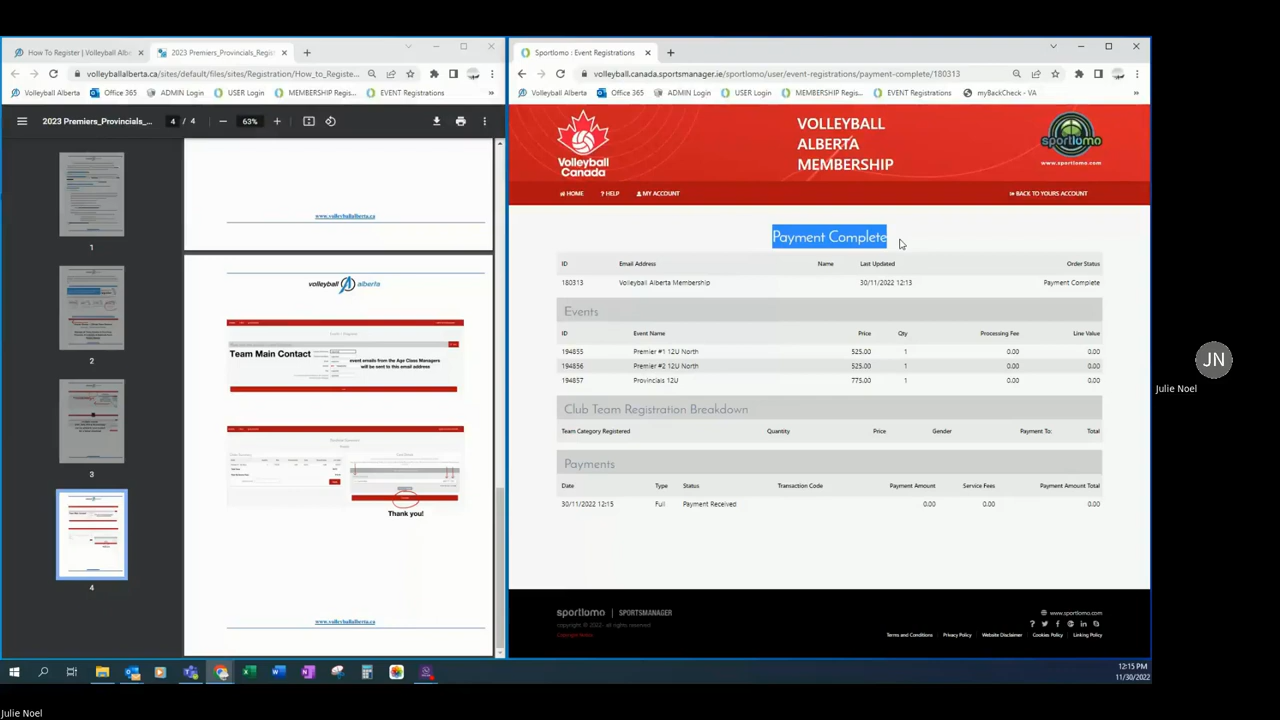 How To Register | Volleyball Albe
2023 Premiers_Provincials_Regis
volleyballalberta.ca/sites/default/files/sites/Registration/How_to_Registe...
Volleyball Alberta
Office 365
ADMIN Login
USER Login
MEMBERSHIP Regis...
EVENT Registrations
»
2023 Premiers_Provincials_...
4 / 4
63%
1
2
3
4
www.volleyballalberta.ca
volleyball alberta
Team Main Contact
event emails from the Age Class Managers
will be sent to this email address
Thank you!
www.volleyballalberta.ca
Sportlomo : Event Registrations
volleyball.canada.sportsmanager.ie/sportlomo/user/event-registrations/payment-complete/180313
Volleyball Alberta
Office 365
ADMIN Login
USER Login
MEMBERSHIP Regis...
EVENT Registrations
myBackCheck - VA
»
Volleyball
Canada
VOLLEYBALL
ALBERTA
MEMBERSHIP
sportlomo
www.sportlomo.com
HOME
? HELP
MY ACCOUNT
BACK TO YOURS ACCOUNT
Payment Complete
ID Email Address Name Last Updated Order Status
180313 Volleyball Alberta Membership 30/11/2022 12:13 Payment Complete
Events
ID Event Name Price Qty Processing Fee Line Value
194855 Premier #1 12U North 525.00 1 0.00 0.00
194856 Premier #2 12U North 525.00 1 0.00 0.00
194857 Provincials 12U 775.00 1 0.00 0.00
Club Team Registration Breakdown
Team Category Registered Quantity Price Gender Payment To: Total
Payments
Date Type Status Transaction Code Payment Amount Service Fees Payment Amount Total
30/11/2022 12:15 Full Payment Received 0.00 0.00 0.00
sportlomo | SPORTSMANAGER
copyright © 2022 - all rights reserved
Copyright Notice
www.sportlomo.com
Terms and Conditions Privacy Policy Website Disclaimer Cookies Policy Linking Policy
JN
Julie Noel
12:15 PM
11/30/2022
Julie Noel